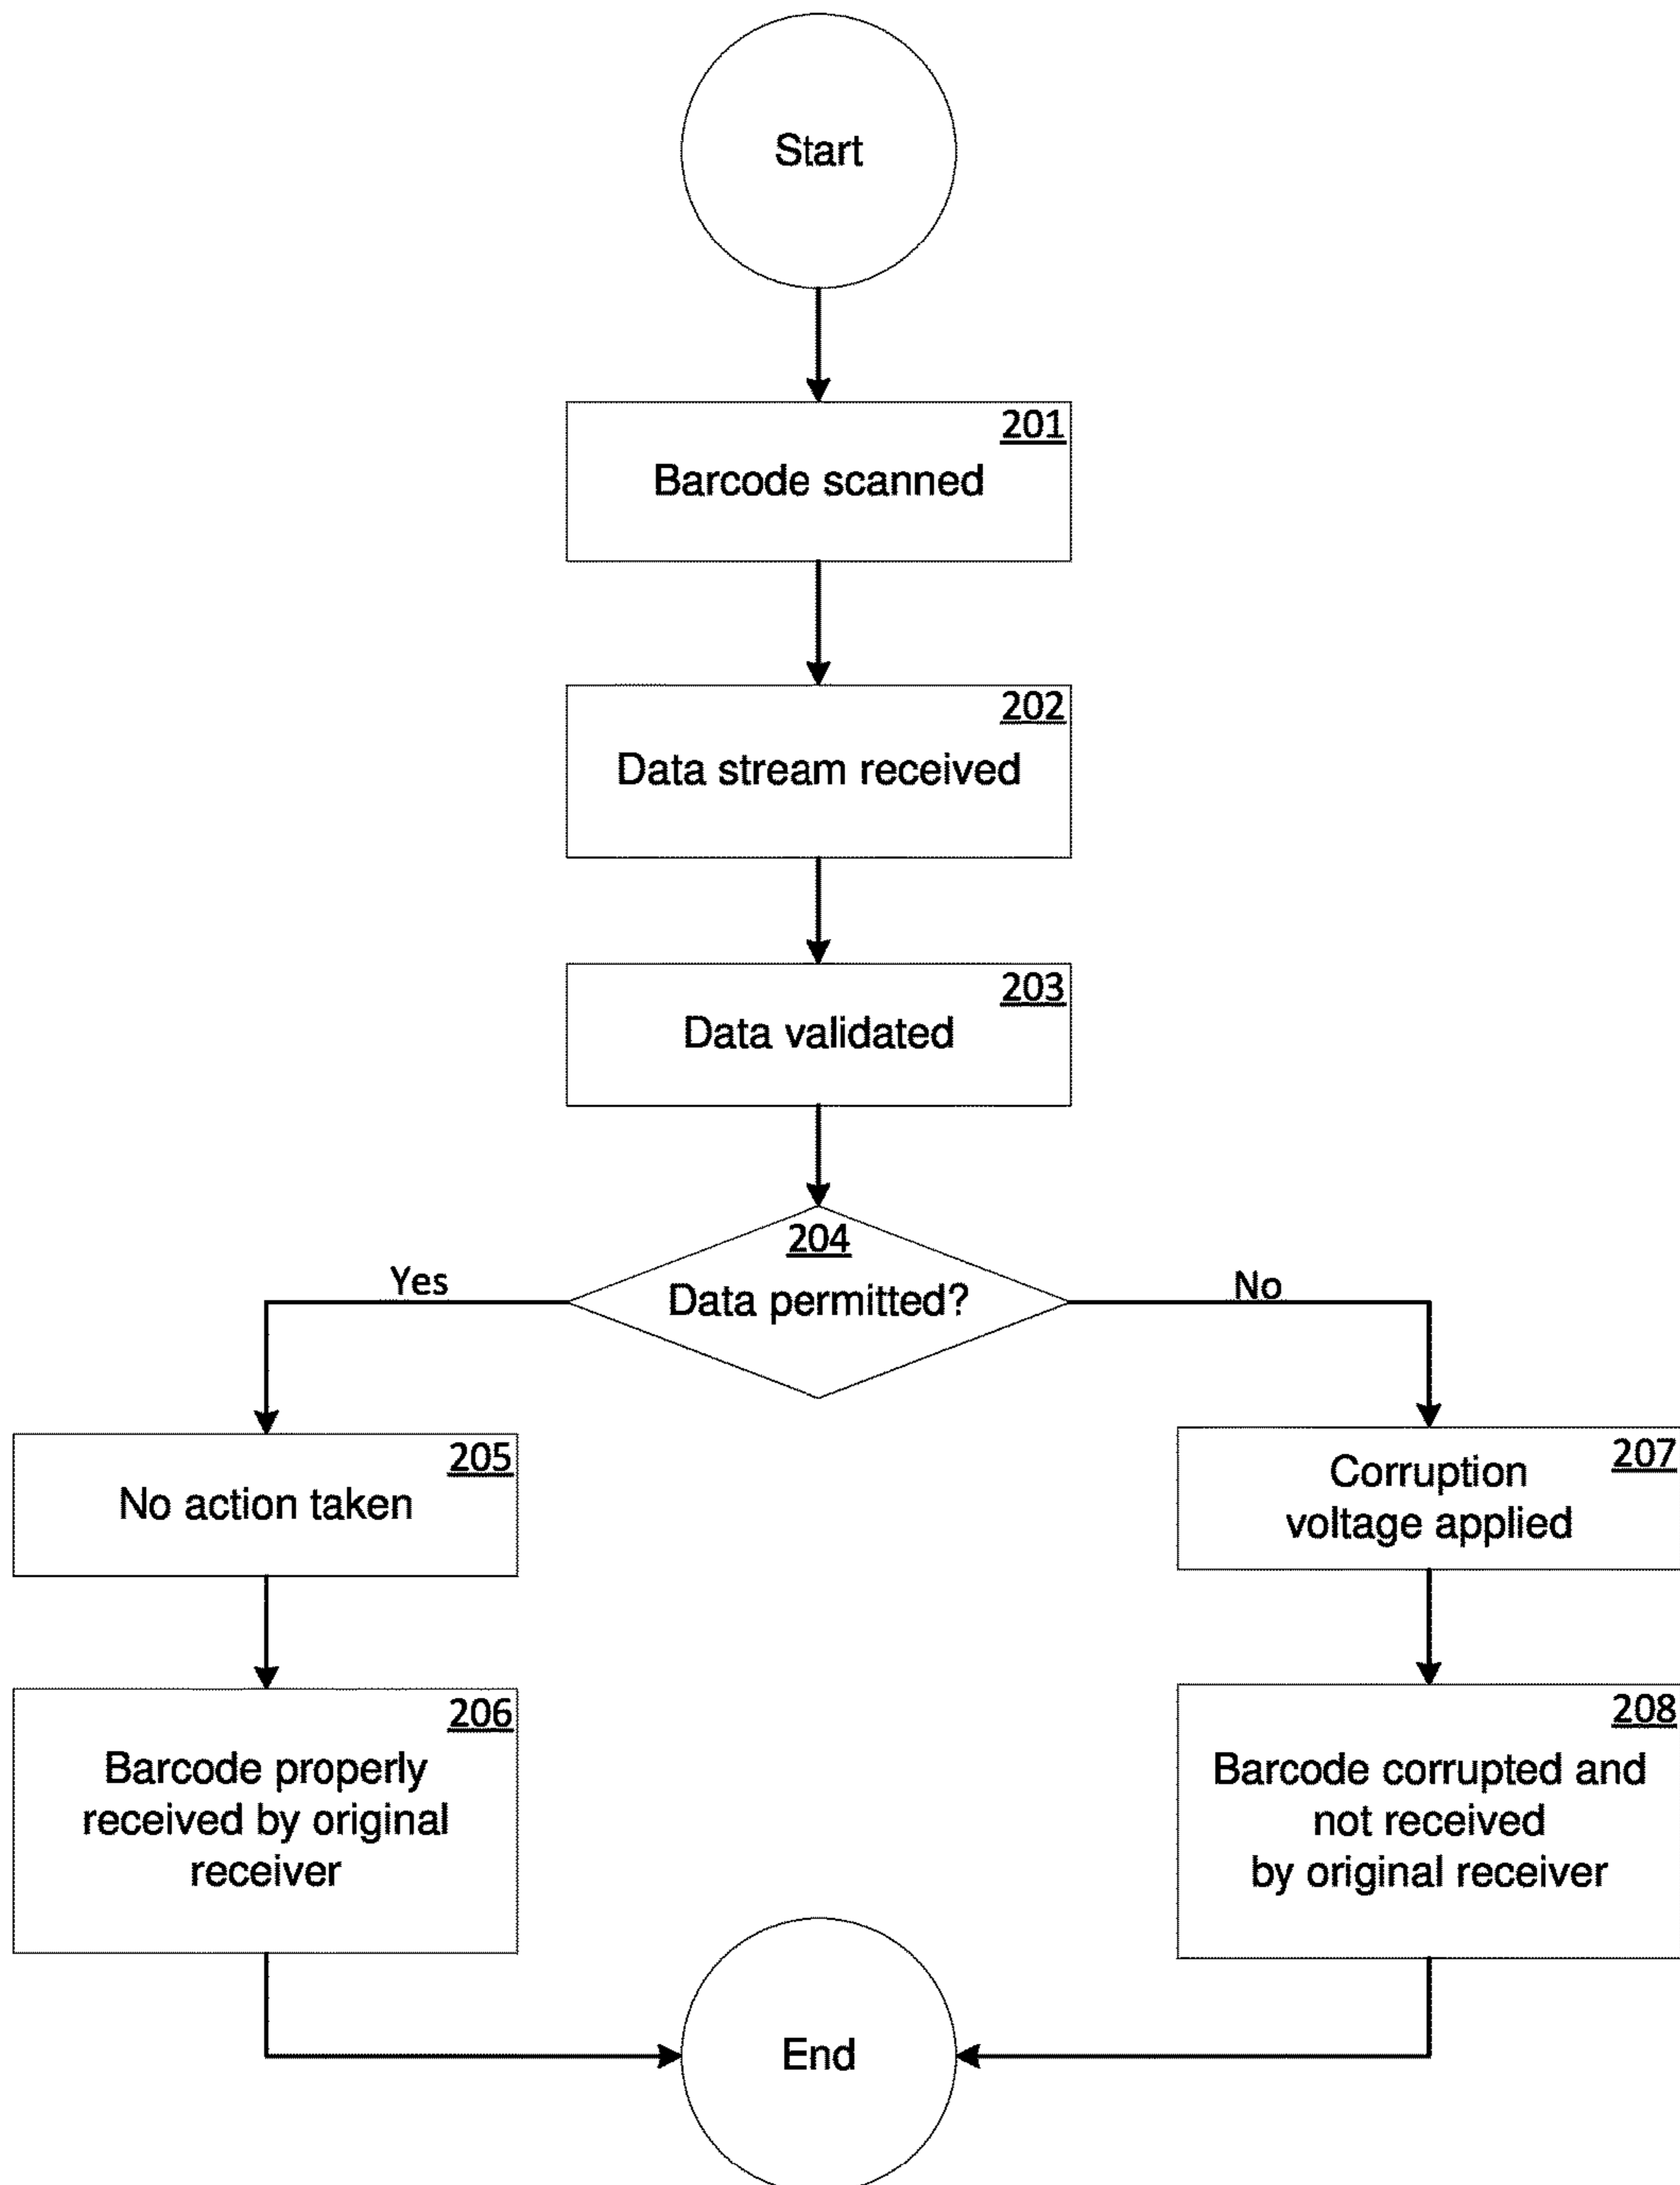 Start
201
Barcode scanned
202
Data stream received
203
Data validated
204
Data permitted?
Yes
No
205
No action taken
207
Corruption
voltage applied
206
Barcode properly
received by original
receiver
208
Barcode corrupted and
not received
by original receiver
End